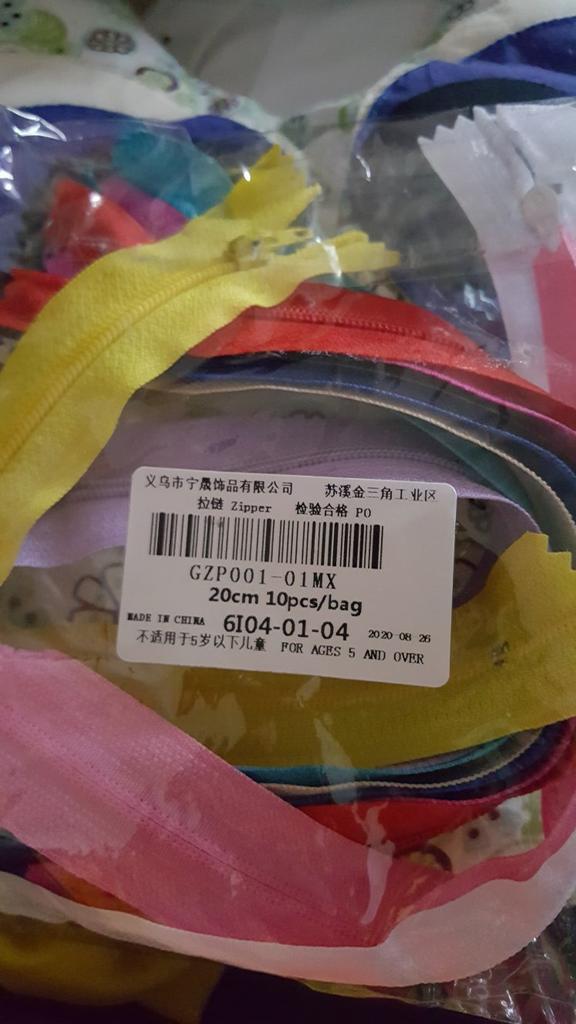 义乌市宁晟饰品有限公司 苏溪金三角工业区
拉链 Zipper 检验合格 PO
GZP001-01MX
20cm 10pcs/bag
MADE IN CHINA 6I04-01-04 2020-08-26
不适用于5岁以下儿童 FOR AGES 5 AND OVER